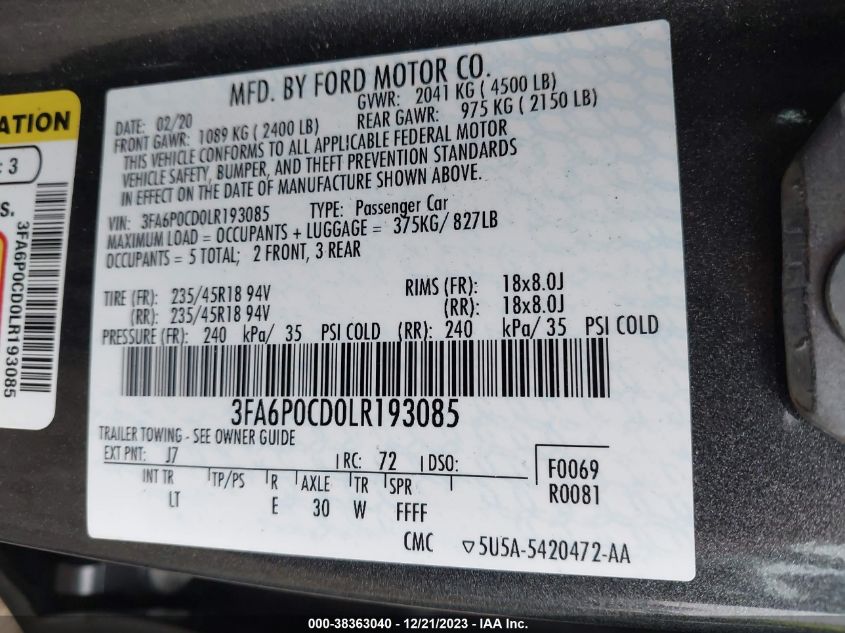 ATION
: 3
S.
3FA6P0CD0LR193085
MFD. BY FORD MOTOR CO.
DATE: 02/20 GVWR: 2041 KG ( 4500 LB)
FRONT GAWR: 1089 KG ( 2400 LB) REAR GAWR: 975 KG ( 2150 LB)
THIS VEHICLE CONFORMS TO ALL APPLICABLE FEDERAL MOTOR
VEHICLE SAFETY, BUMPER, AND THEFT PREVENTION STANDARDS
IN EFFECT ON THE DATE OF MANUFACTURE SHOWN ABOVE.
VIN: 3FA6P0CD0LR193085 TYPE: Passenger Car
MAXIMUM LOAD = OCCUPANTS + LUGGAGE = 375KG/ 827LB
OCCUPANTS = 5 TOTAL; 2 FRONT, 3 REAR
TIRE (FR): 235/45R18 94V RIMS (FR): 18x8.0J
(RR): 235/45R18 94V (RR): 18x8.0J
PRESSURE (FR): 240 kPa/ 35 PSI COLD (RR): 240 kPa/ 35 PSI COLD
3FA6P0CD0LR193085
TRAILER TOWING - SEE OWNER GUIDE
EXT PNT: J7 RC: 72 DSO: F0069
INT TR TP/PS R AXLE TR SPR R0081
LT E 30 W FFFF
CMC ▽5U5A-5420472-AA
000-38363040 - 12/21/2023 - IAA Inc.